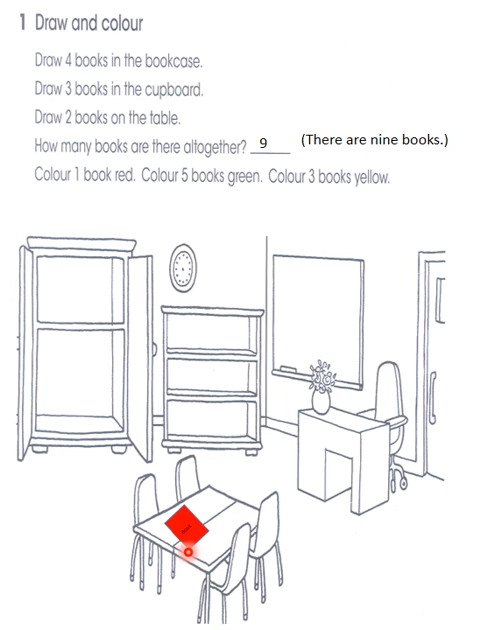 1 Draw and colour
Draw 4 books in the bookcase.
Draw 3 books in the cupboard.
Draw 2 books on the table.
How many books are there altogether? 9 (There are nine books.)
Colour 1 book red. Colour 5 books green. Colour 3 books yellow.